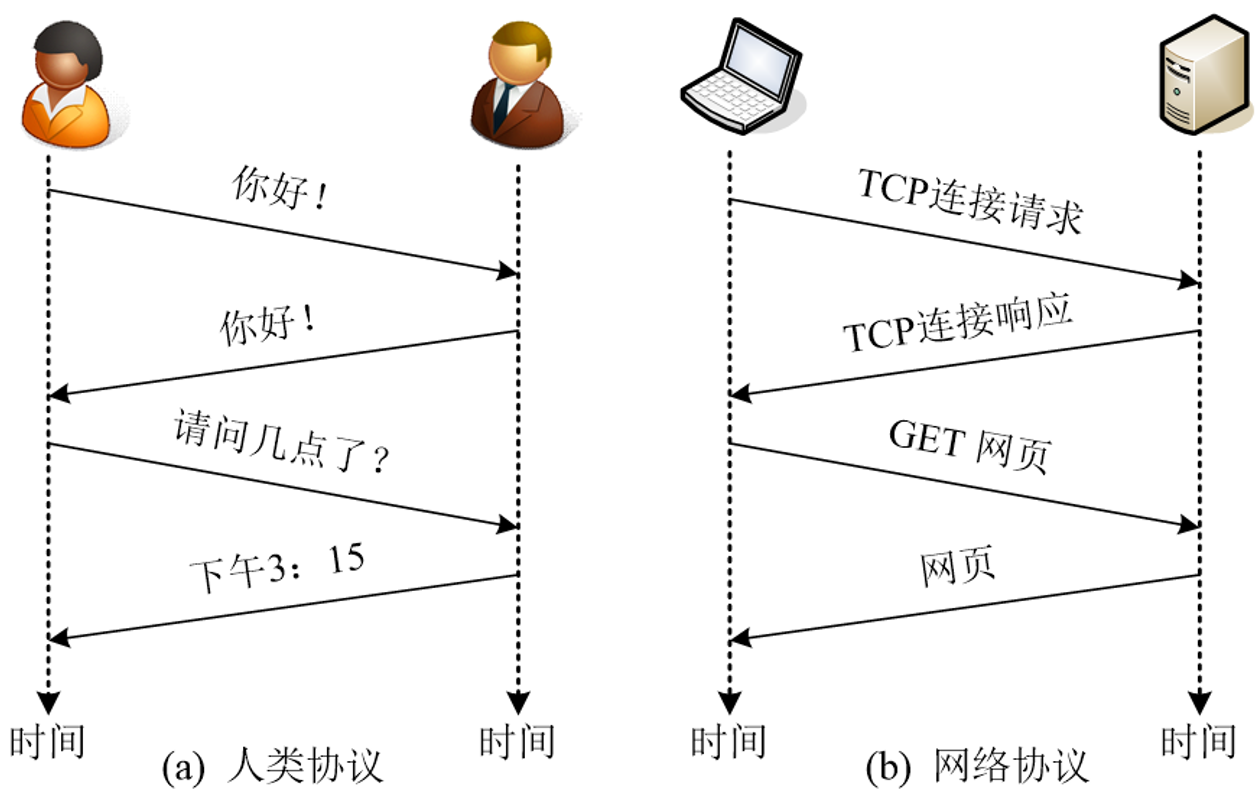 你好！
你好！
请问几点了？
下午3：15
时间
时间
(a) 人类协议
TCP连接请求
TCP连接响应
GET 网页
网页
时间
时间
(b) 网络协议